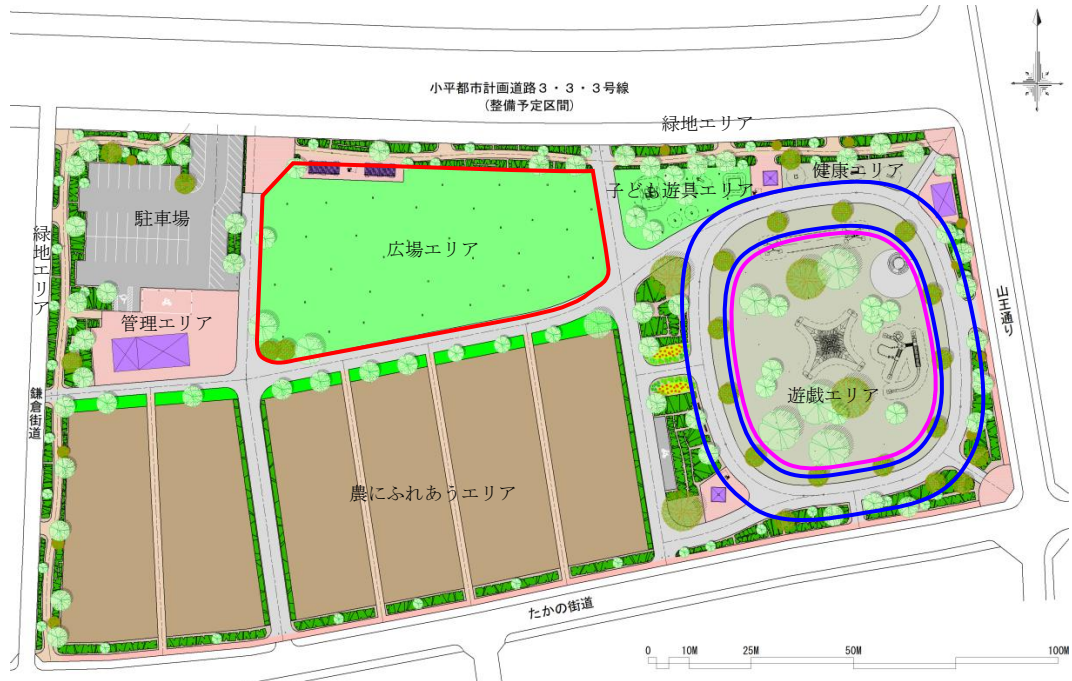 小平都市計画道路3・3・3号線
(整備予定区間)
緑地エリア
健康エリア
子ども遊具エリア
駐車場
広場エリア
緑地エリア
山王通り
管理エリア
遊戯エリア
鎌倉街道
農にふれあうエリア
たかの街道
0 10M 25M 50M 100M